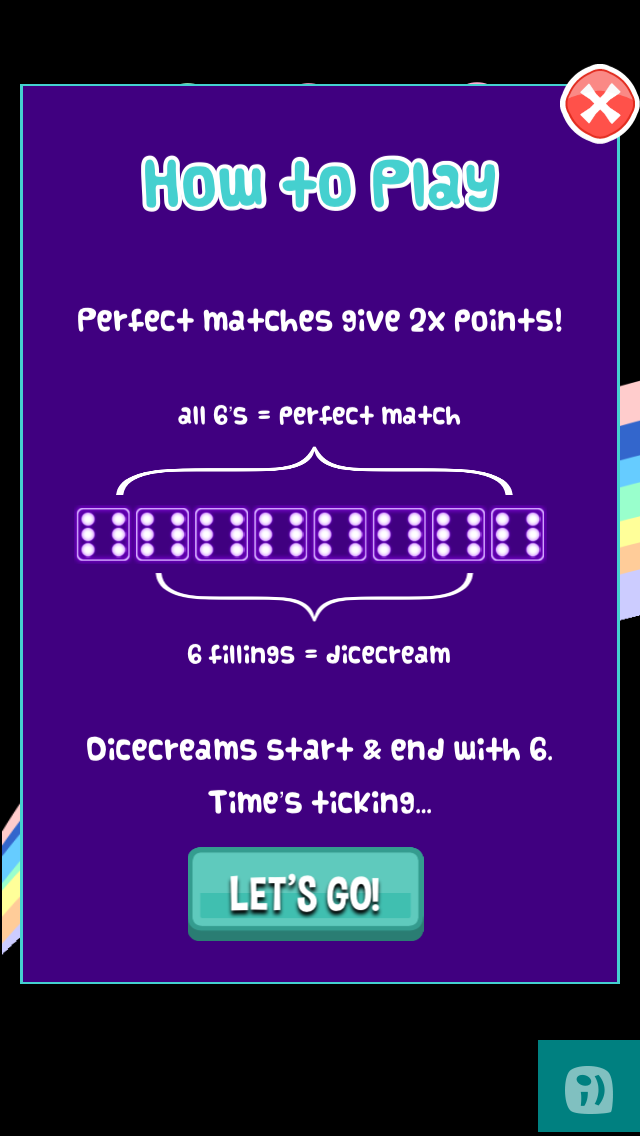 How to Play
Perfect matches give 2x points!
all 6's = perfect match
6 fillings = dicecream
Dicecreams start & end with 6.
Time's ticking...
LET'S GO!